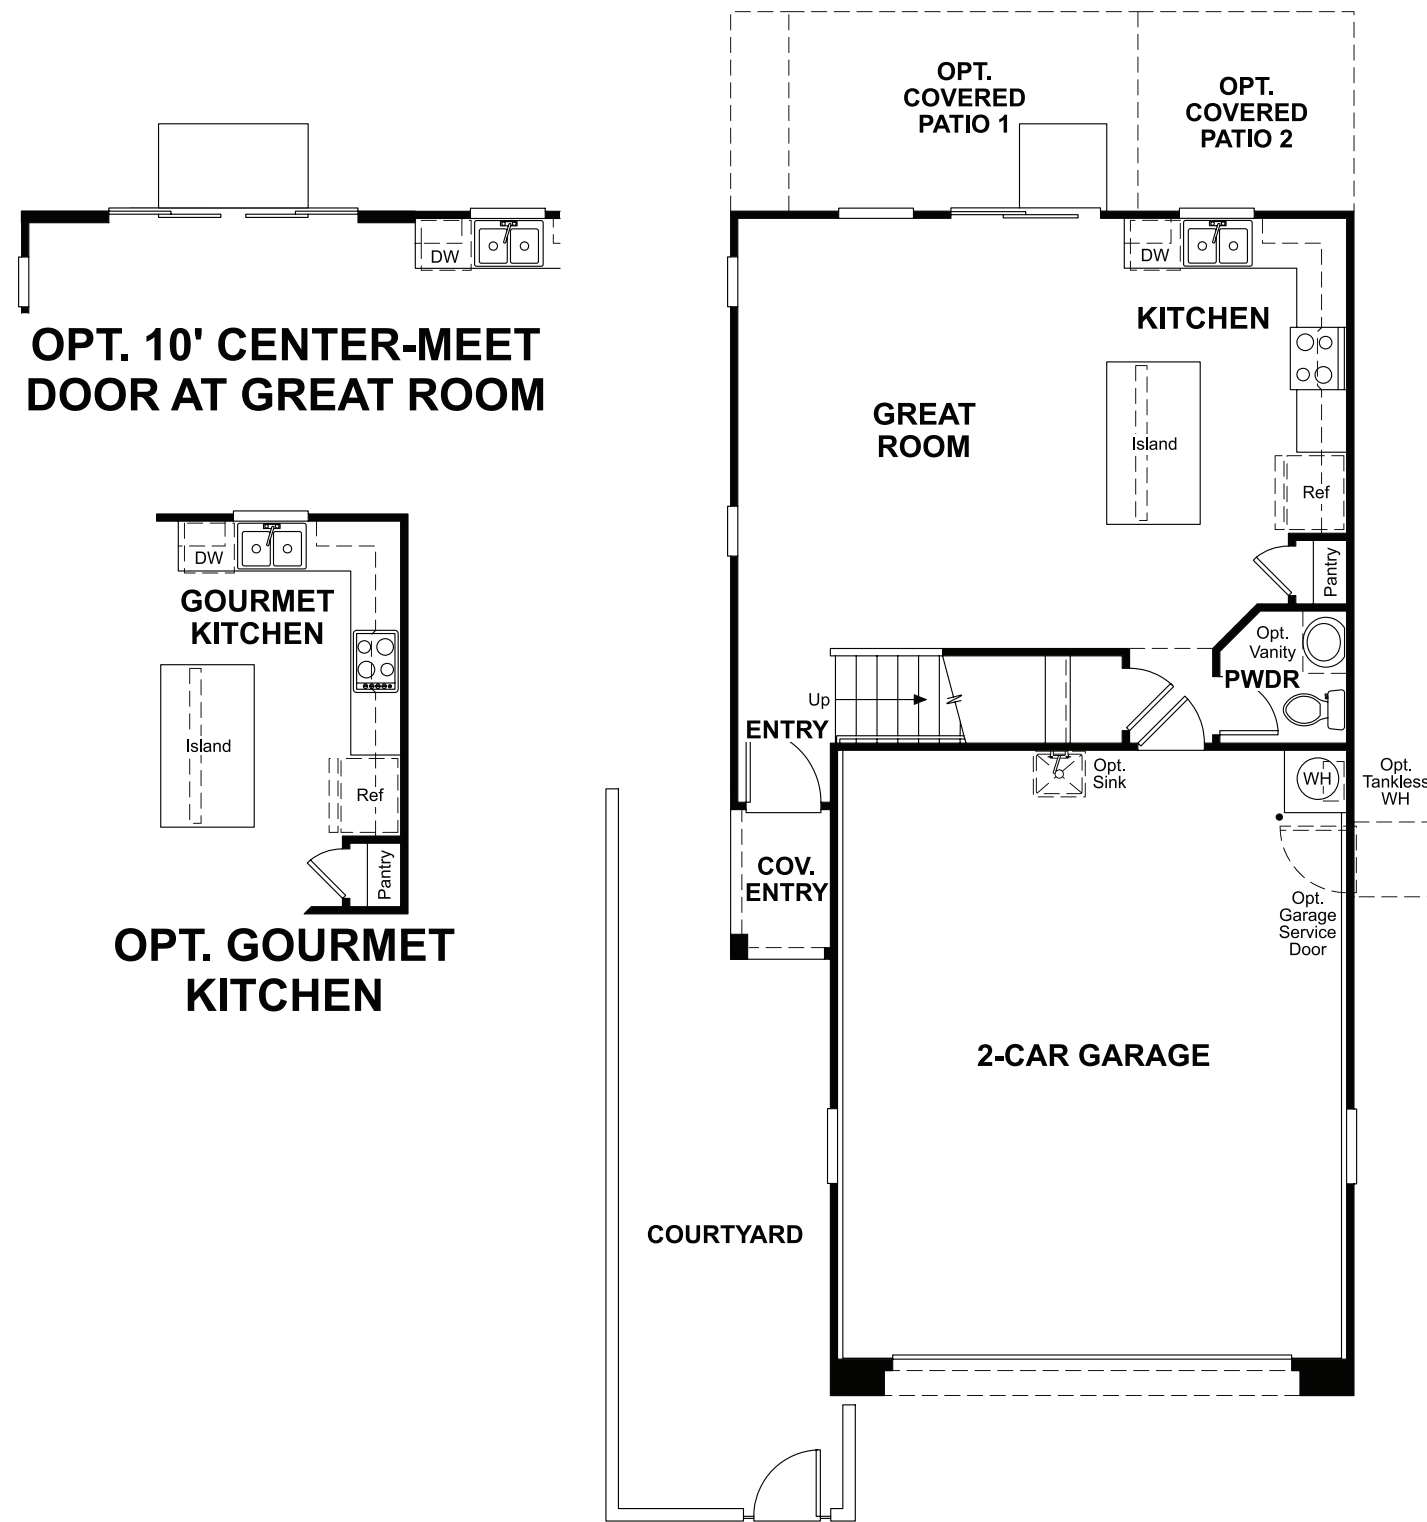 OPT.
COVERED
PATIO 1
OPT.
COVERED
PATIO 2
DW
OPT. 10' CENTER-MEET
DOOR AT GREAT ROOM
DW
KITCHEN
GREAT
ROOM
Island
Ref
Pantry
DW
GOURMET
KITCHEN
Island
Ref
Pantry
OPT. GOURMET
KITCHEN
Opt.
Vanity
PWDR
Up
ENTRY
Opt.
Sink
WH
Opt.
Tankless
WH
COV.
ENTRY
Opt.
Garage
Service
Door
2-CAR GARAGE
COURTYARD